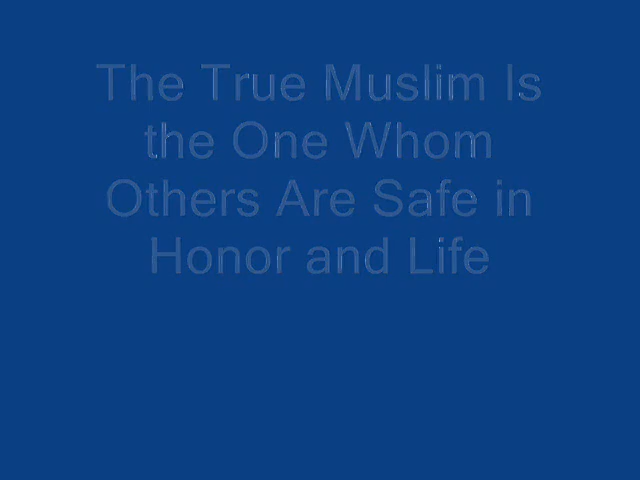 The True Muslim Is
the One Whom
Others Are Safe in
Honor and Life